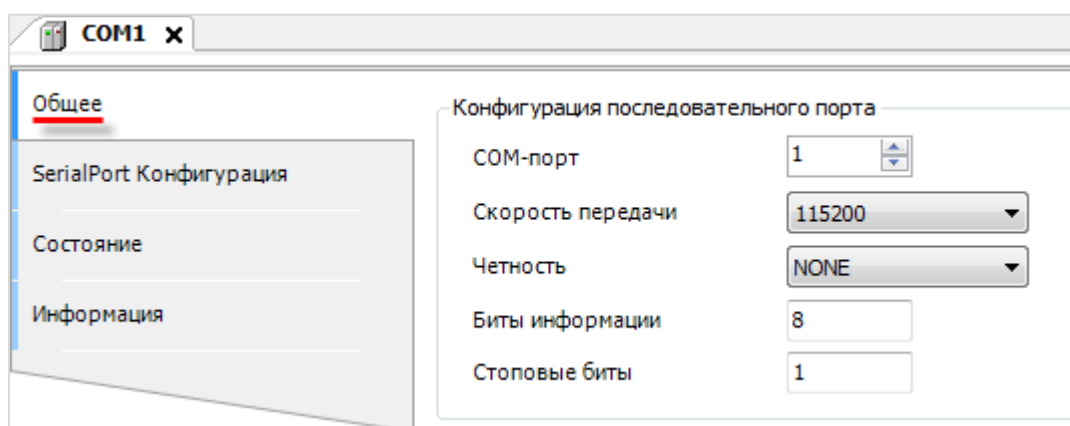 COM1
Общее
SerialPort Конфигурация
Состояние
Информация
Конфигурация последовательного порта
COM-порт 1
Скорость передачи 115200
Четность NONE
Биты информации 8
Стоповые биты 1